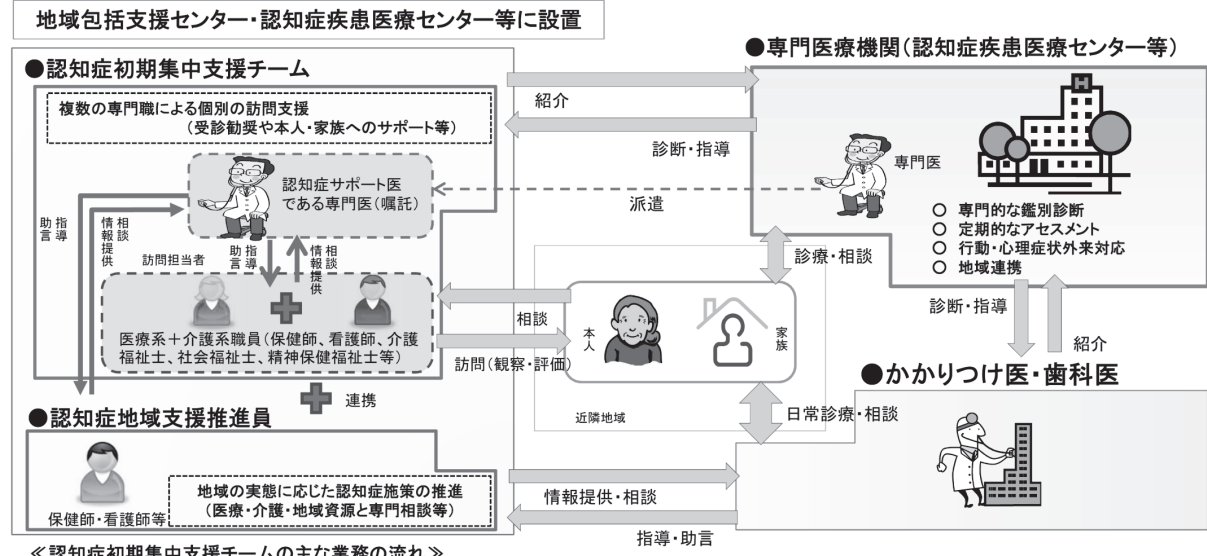 地域包括支援センター・認知症疾患医療センター等に設置
●認知症初期集中支援チーム
複数の専門職による個別の訪問支援
(受診勧奨や本人・家族へのサポート等)
認知症サポート医
である専門医(嘱託)
指導
助言
相談
情報提供
訪問担当者
指導
助言
相談
情報提供
医療系+介護系職員(保健師、看護師、介護
福祉士、社会福祉士、精神保健福祉士等)
連携
●認知症地域支援推進員
地域の実態に応じた認知症施策の推進
(医療・介護・地域資源と専門相談等)
保健師・看護師等
紹介
診断・指導
派遣
相談
訪問(観察・評価)
本人
家族
近隣地域
診療・相談
日常診療・相談
情報提供・相談
指導・助言
●専門医療機関(認知症疾患医療センター等)
H
専門医
○ 専門的な鑑別診断
○ 定期的なアセスメント
○ 行動・心理症状外来対応
○ 地域連携
診断・指導
紹介
●かかりつけ医・歯科医
≪認知症初期集中支援チームの主な業務の流れ≫